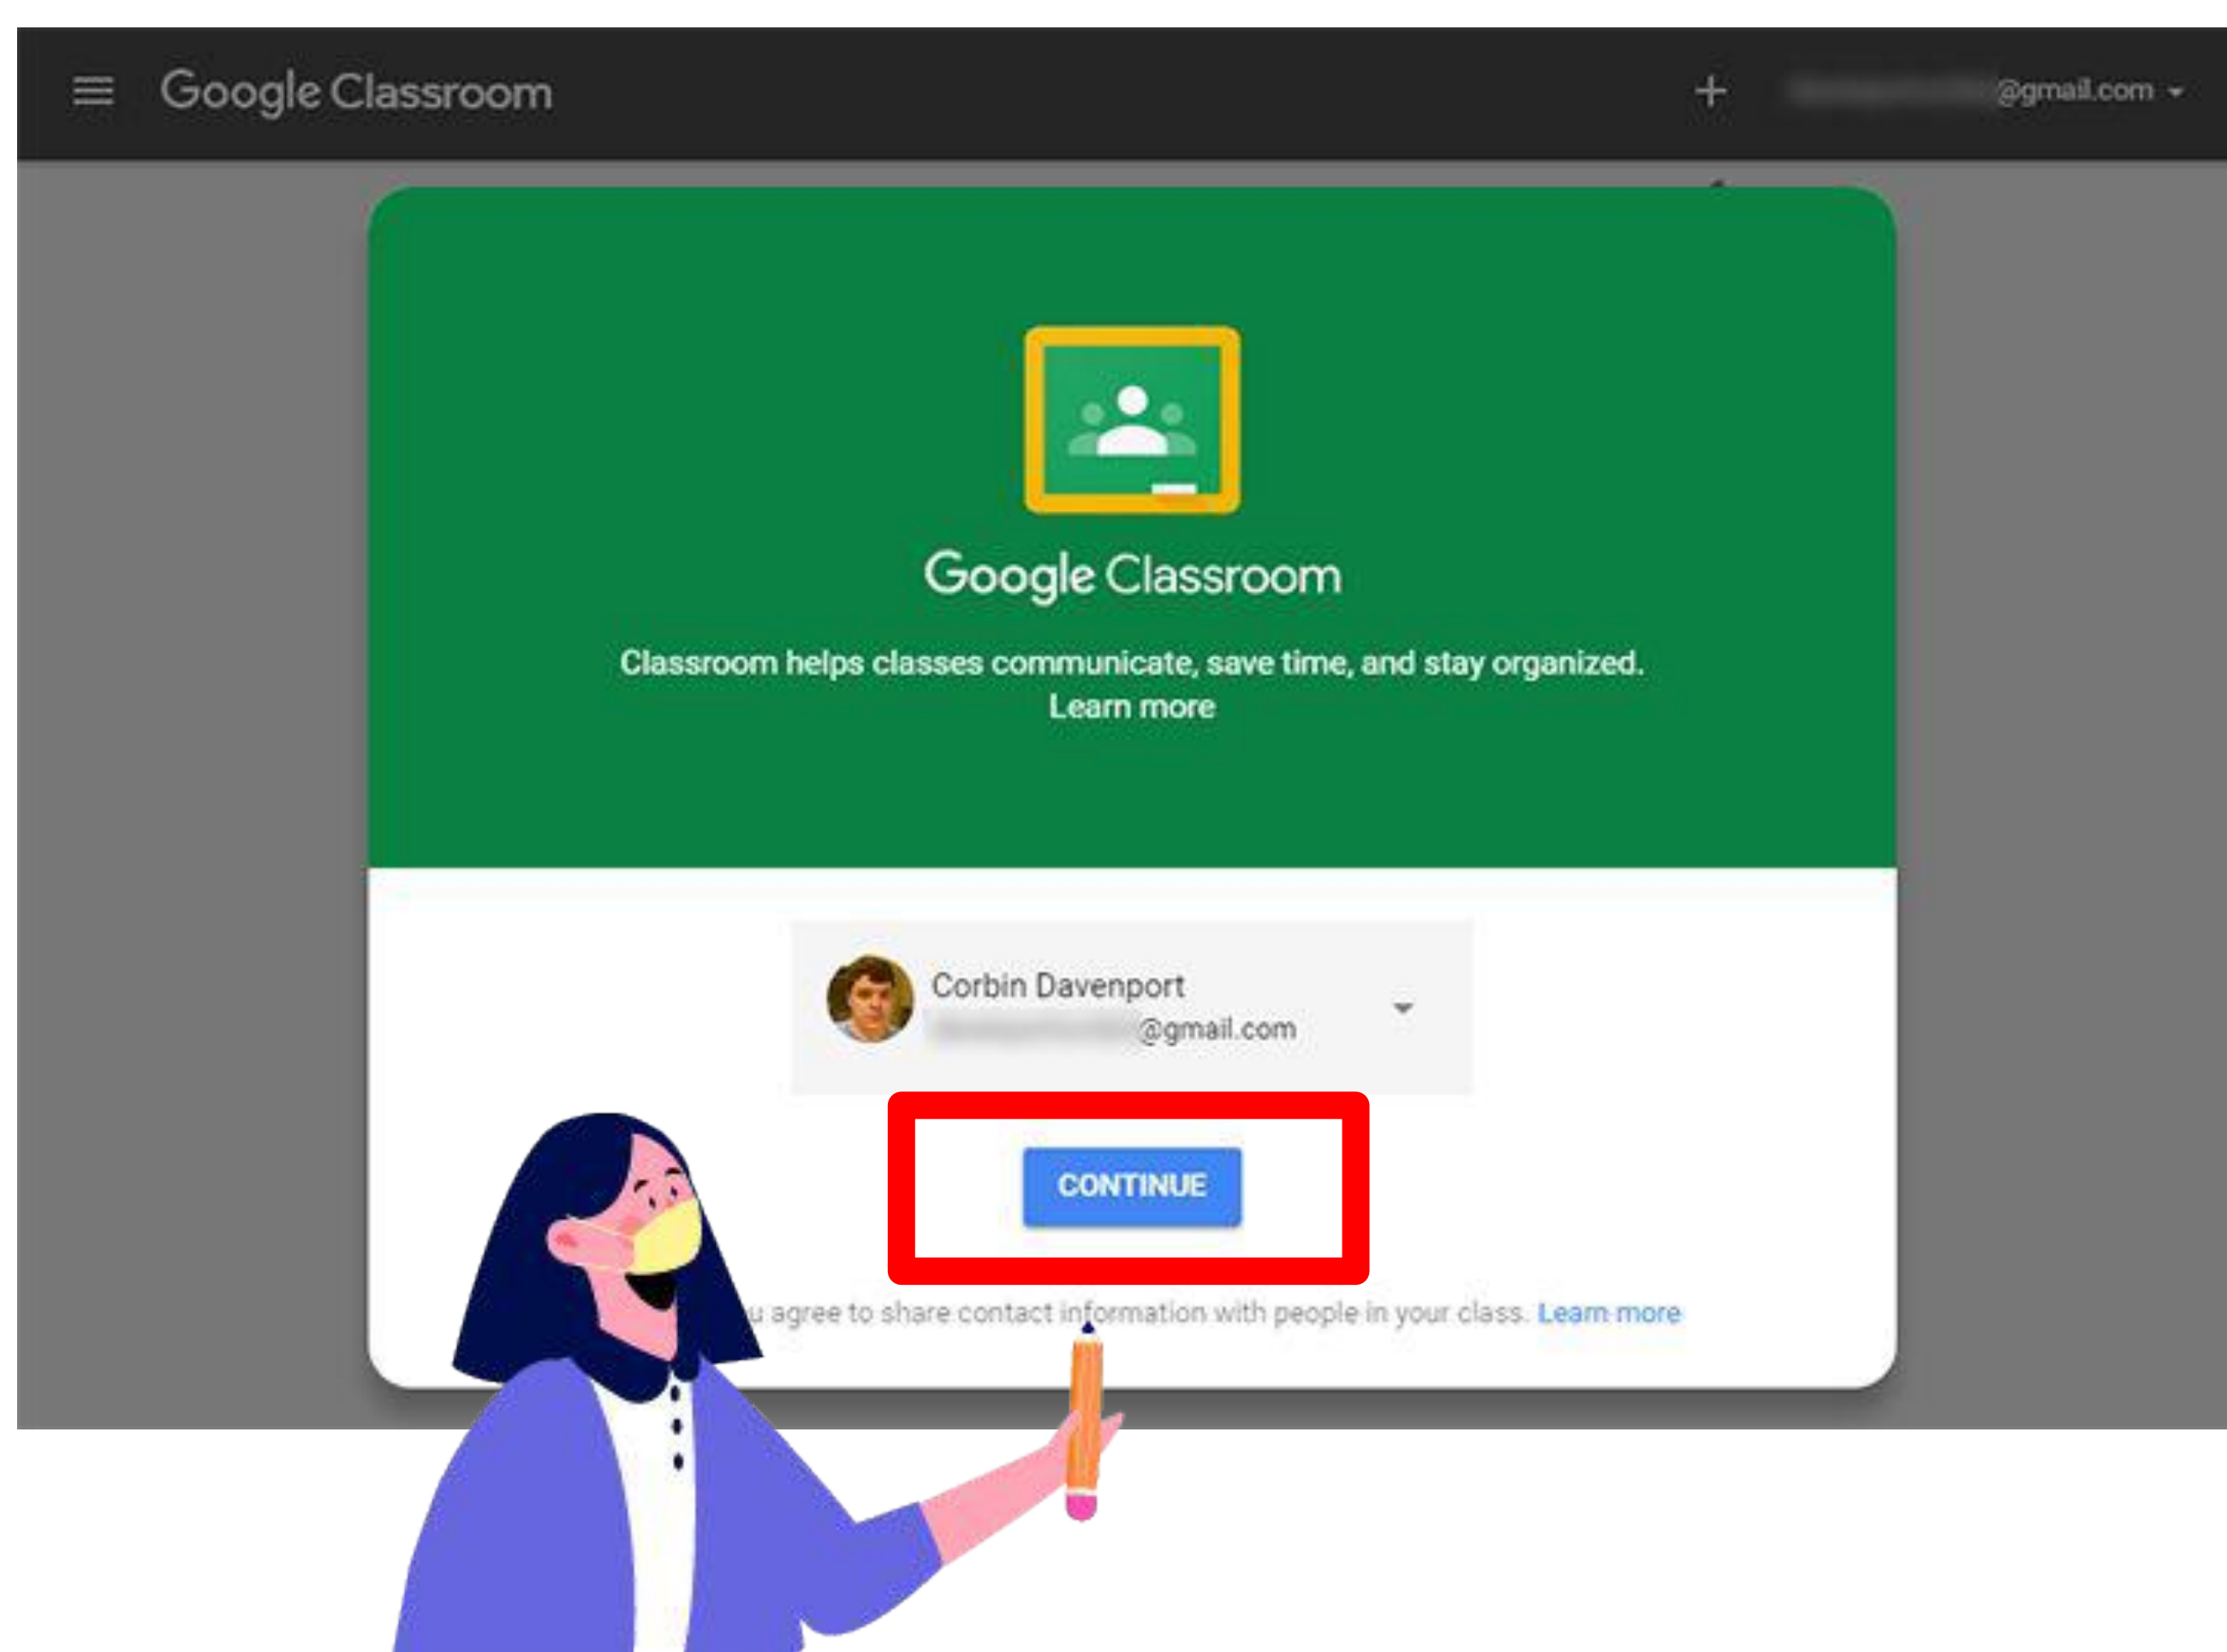 Google Classroom
@gmail.com
Google Classroom
Classroom helps classes communicate, save time, and stay organized.
Learn more
Corbin Davenport
@gmail.com
CONTINUE
agree to share contact information with people in your class. Learn more